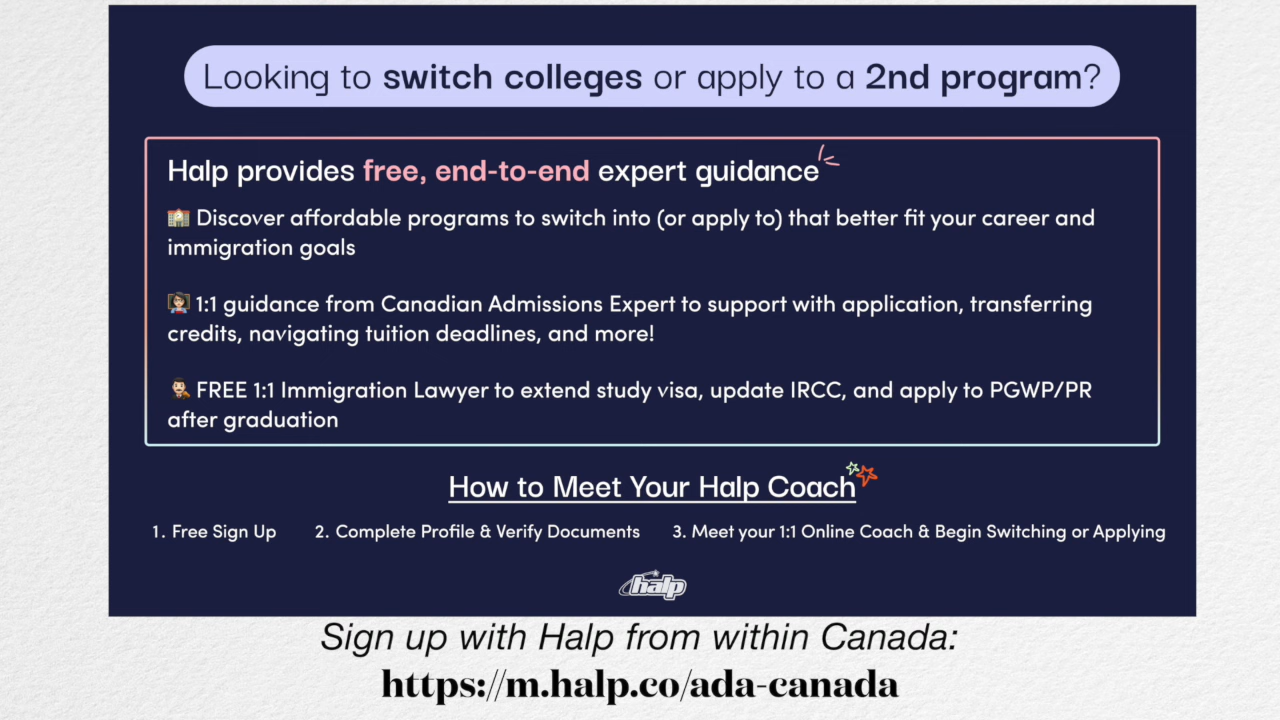 Looking to switch colleges or apply to a 2nd program?
Halp provides free, end-to-end expert guidance
🏫 Discover affordable programs to switch into (or apply to) that better fit your career and
immigration goals
👩🏻‍🏫 1:1 guidance from Canadian Admissions Expert to support with application, transferring
credits, navigating tuition deadlines, and more!
🕵🏻‍♂️ FREE 1:1 Immigration Lawyer to extend study visa, update IRCC, and apply to PGWP/PR
after graduation
How to Meet Your Halp Coach
1. Free Sign Up 2. Complete Profile & Verify Documents 3. Meet your 1:1 Online Coach & Begin Switching or Applying
halp
Sign up with Halp from within Canada:
https://m.halp.co/ada-canada